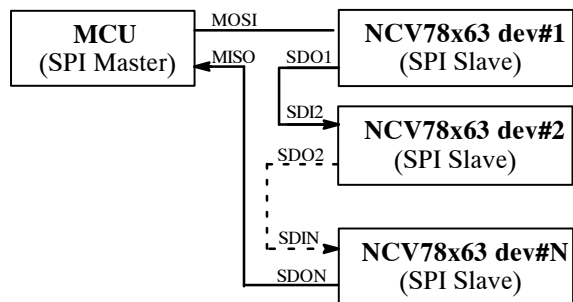 MCU
(SPI Master)
MOSI
MISO
NCV78x63 dev#1
(SPI Slave)
SDO1
SDI2
NCV78x63 dev#2
(SPI Slave)
SDO2
SDIN
NCV78x63 dev#N
(SPI Slave)
SDON